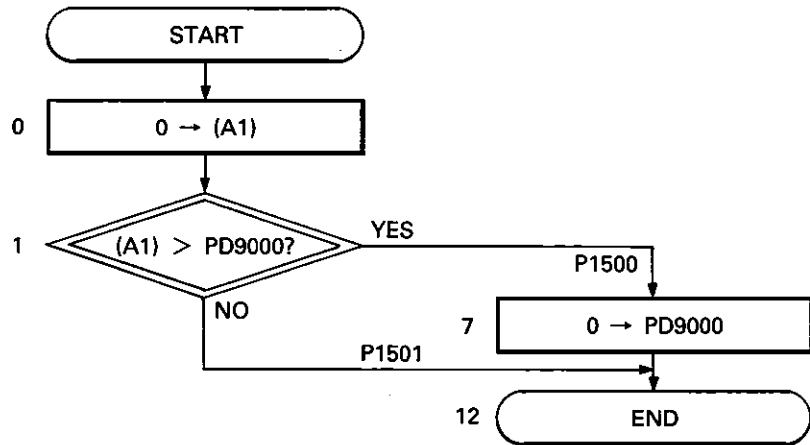 START
0
0 → (A1)
1
(A1) > PD9000?
YES
P1500
NO
7
0 → PD9000
P1501
12
END